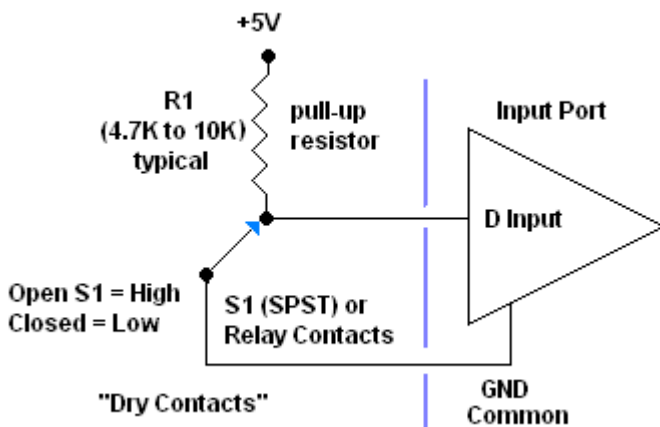 +5V
R1
(4.7K to 10K)
typical
pull-up
resistor
Input Port
D Input
Open S1 = High
Closed = Low
S1 (SPST) or
Relay Contacts
"Dry Contacts"
GND
Common